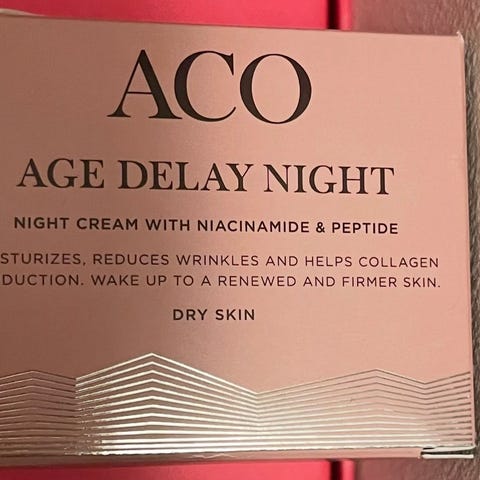 ACO
AGE DELAY NIGHT
NIGHT CREAM WITH NIACINAMIDE & PEPTIDE
STURIZES, REDUCES WRINKLES AND HELPS COLLAGEN
DUCTION. WAKE UP TO A RENEWED AND FIRMER SKIN.
DRY SKIN